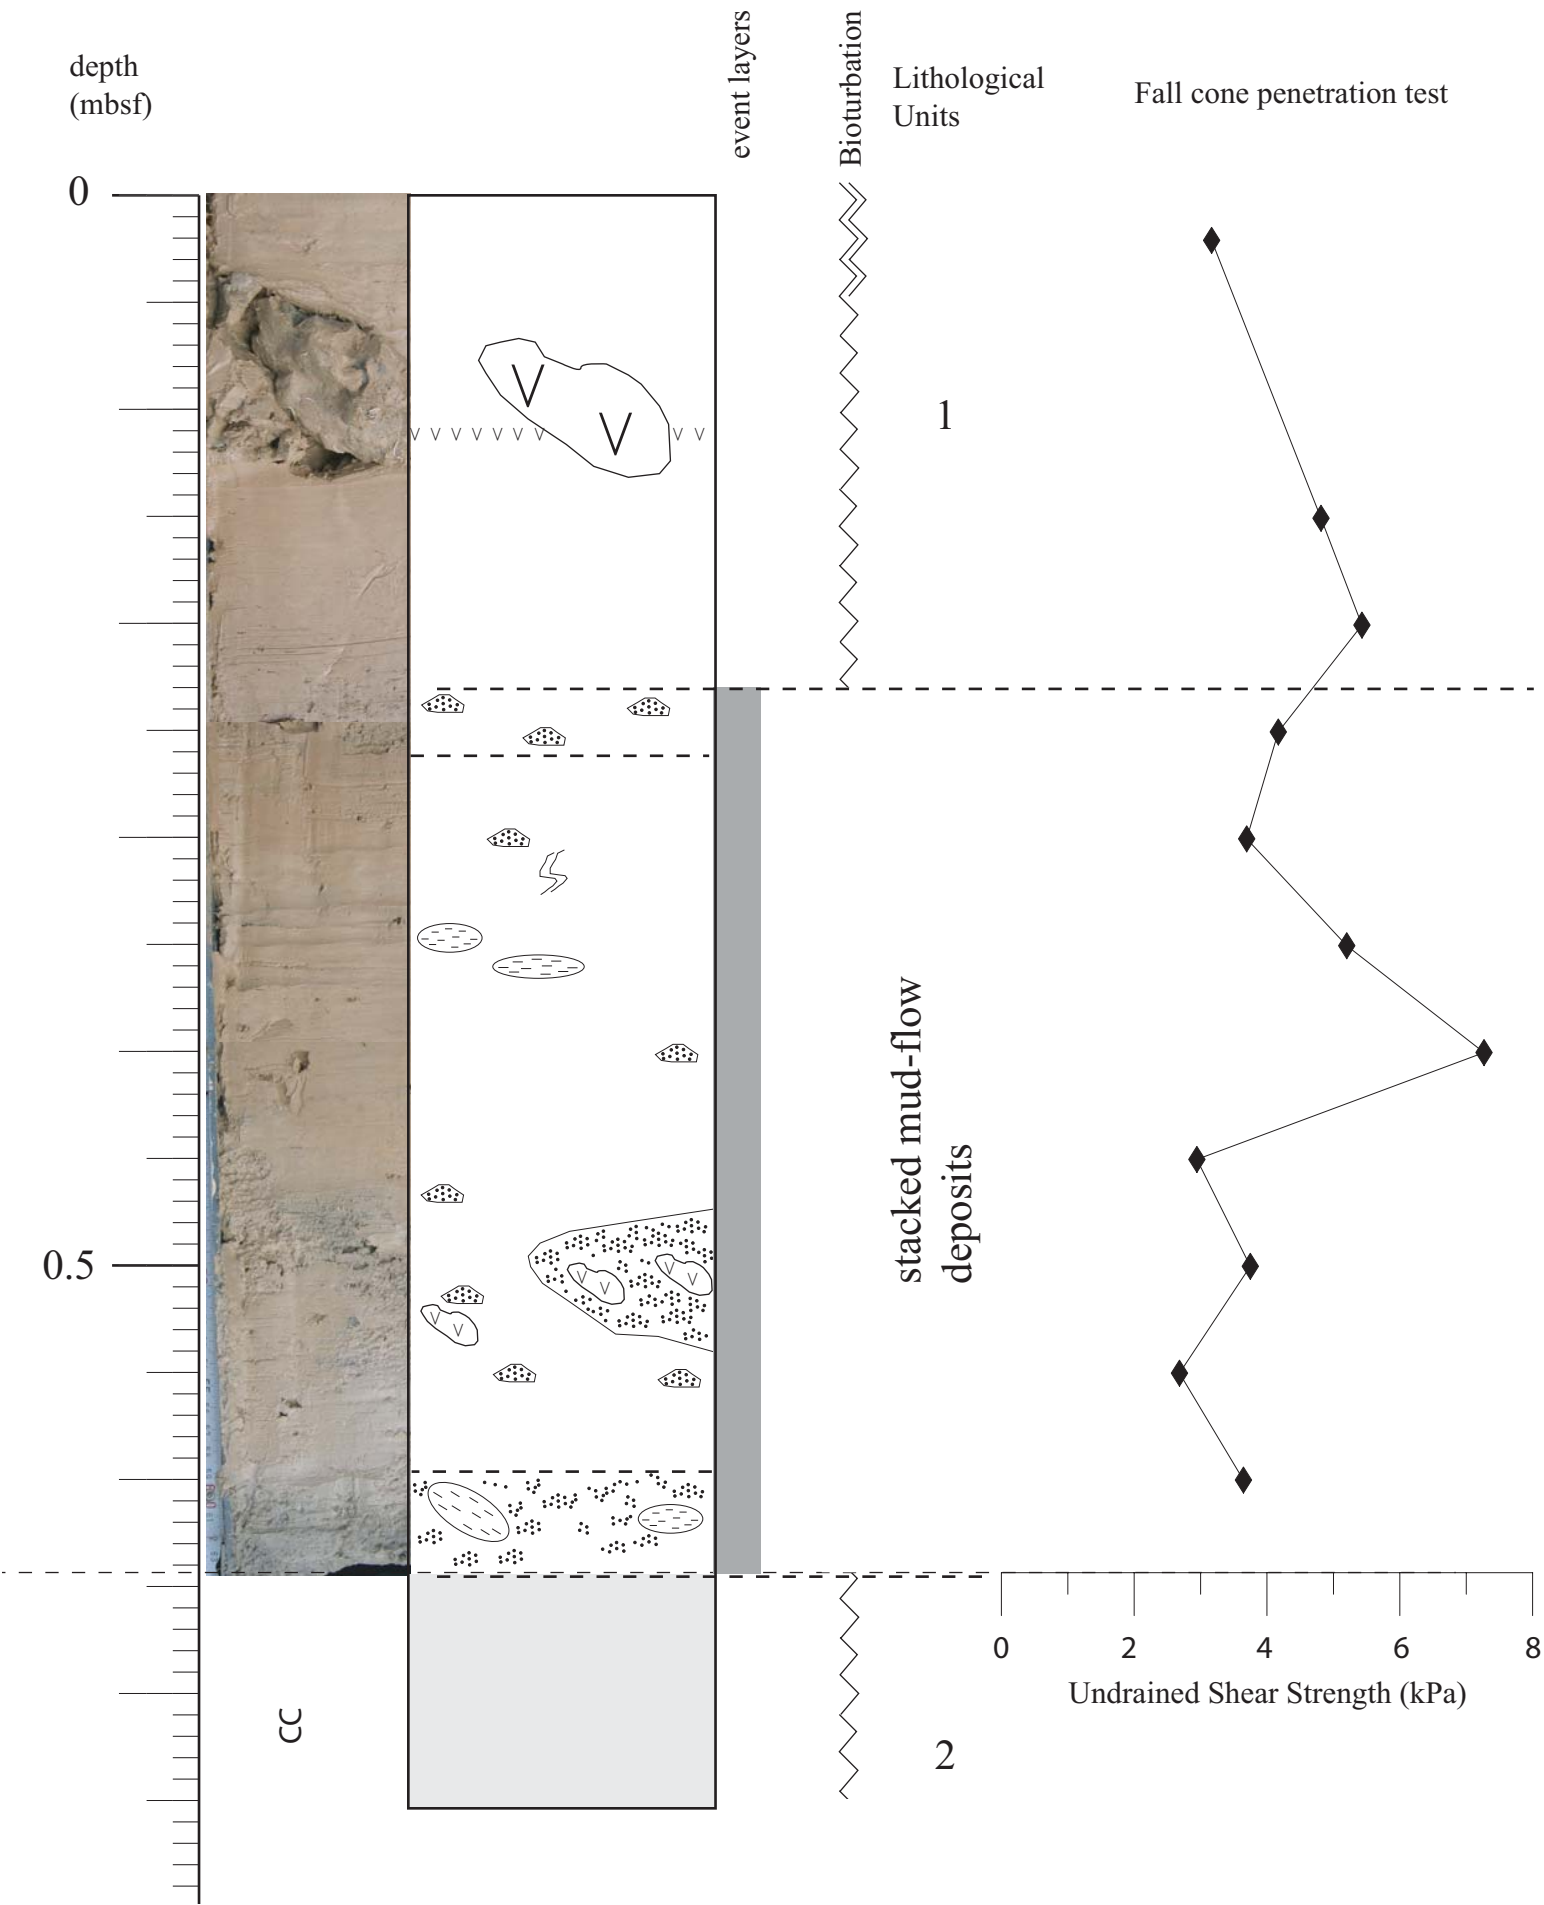 depth
(mbsf)
event layers
Bioturbation
Lithological
Units
Fall cone penetration test
0
V
V
V V V V V V V V V
1
stacked mud-flow
deposits
0.5
V V V V
V V
0 2 4 6 8
Undrained Shear Strength (kPa)
CC
2